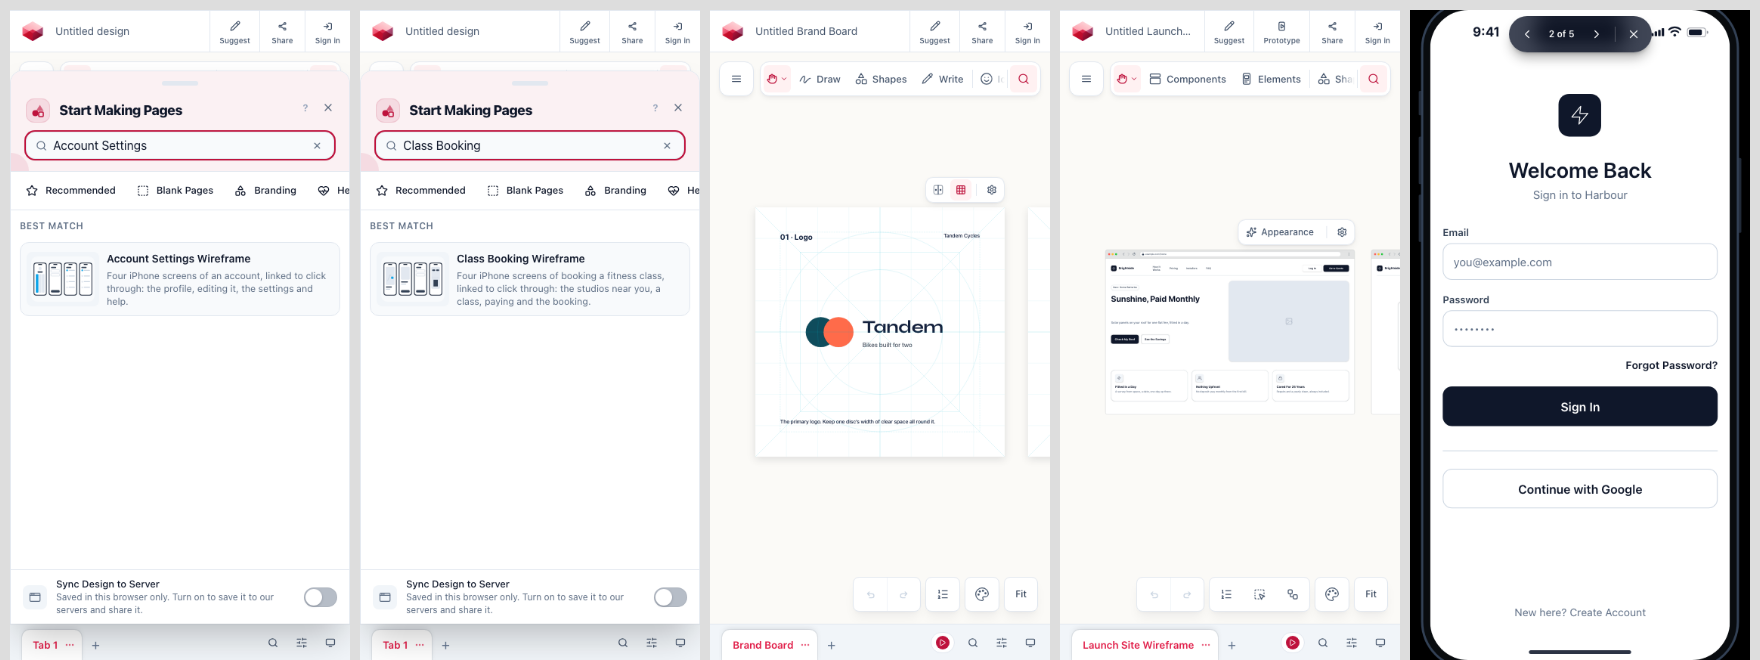 Untitled design
Suggest
Share
Sign in
Start Making Pages
?
Account Settings
Recommended
Blank Pages
Branding
He
BEST MATCH
Account Settings Wireframe
Four iPhone screens of an account, linked to click
through: the profile, editing it, the settings and
help.
Sync Design to Server
Saved in this browser only. Turn on to save it to our
servers and share it.
Tab 1
Untitled design
Suggest
Share
Sign in
Start Making Pages
?
Class Booking
Recommended
Blank Pages
Branding
He
BEST MATCH
Class Booking Wireframe
Four iPhone screens of booking a fitness class,
linked to click through: the studios near you, a
class, paying and the booking.
Sync Design to Server
Saved in this browser only. Turn on to save it to our
servers and share it.
Tab 1
Untitled Brand Board
Suggest
Share
Sign in
Draw
Shapes
Write
01 · Logo
Tandem Cycles
Tandem
Bikes built for two
The primary logo. Keep one disc's width of clear space all round it.
Fit
Brand Board
Untitled Launch...
Suggest
Prototype
Share
Sign in
Components
Elements
Sha
Appearance
Sunshine, Paid Monthly
Fit
Launch Site Wireframe
9:41
2 of 5
Welcome Back
Sign in to Harbour
Email
you@example.com
Password
Forgot Password?
Sign In
Continue with Google
New here? Create Account